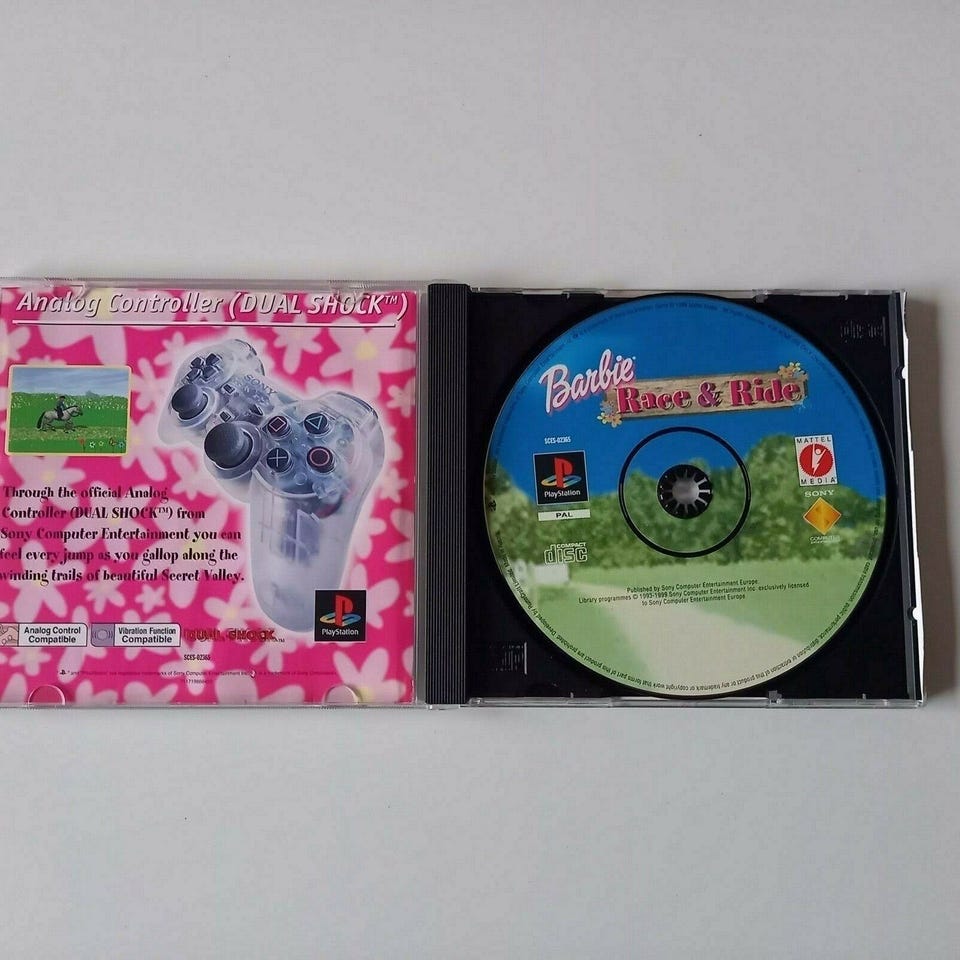 Analog Controller (DUAL SHOCK™)
SONY
Through the official Analog
Controller (DUAL SHOCK™) from
Sony Computer Entertainment you can
feel every jump as you gallop along the
winding trails of beautiful Secret Valley.
Analog Control
Compatible
Vibration Function
Compatible
DUAL SHOCK™
PlayStation
SCES-02365
Barbie
Race & Ride
SCES-02365
PlayStation
PAL
COMPACT
disc
MATTEL
MEDIA
SONY
COMPUTER
Published by Sony Computer Entertainment Europe.
Library programmes © 1993-1999 Sony Computer Entertainment Inc. exclusively licensed
to Sony Computer Entertainment Europe.